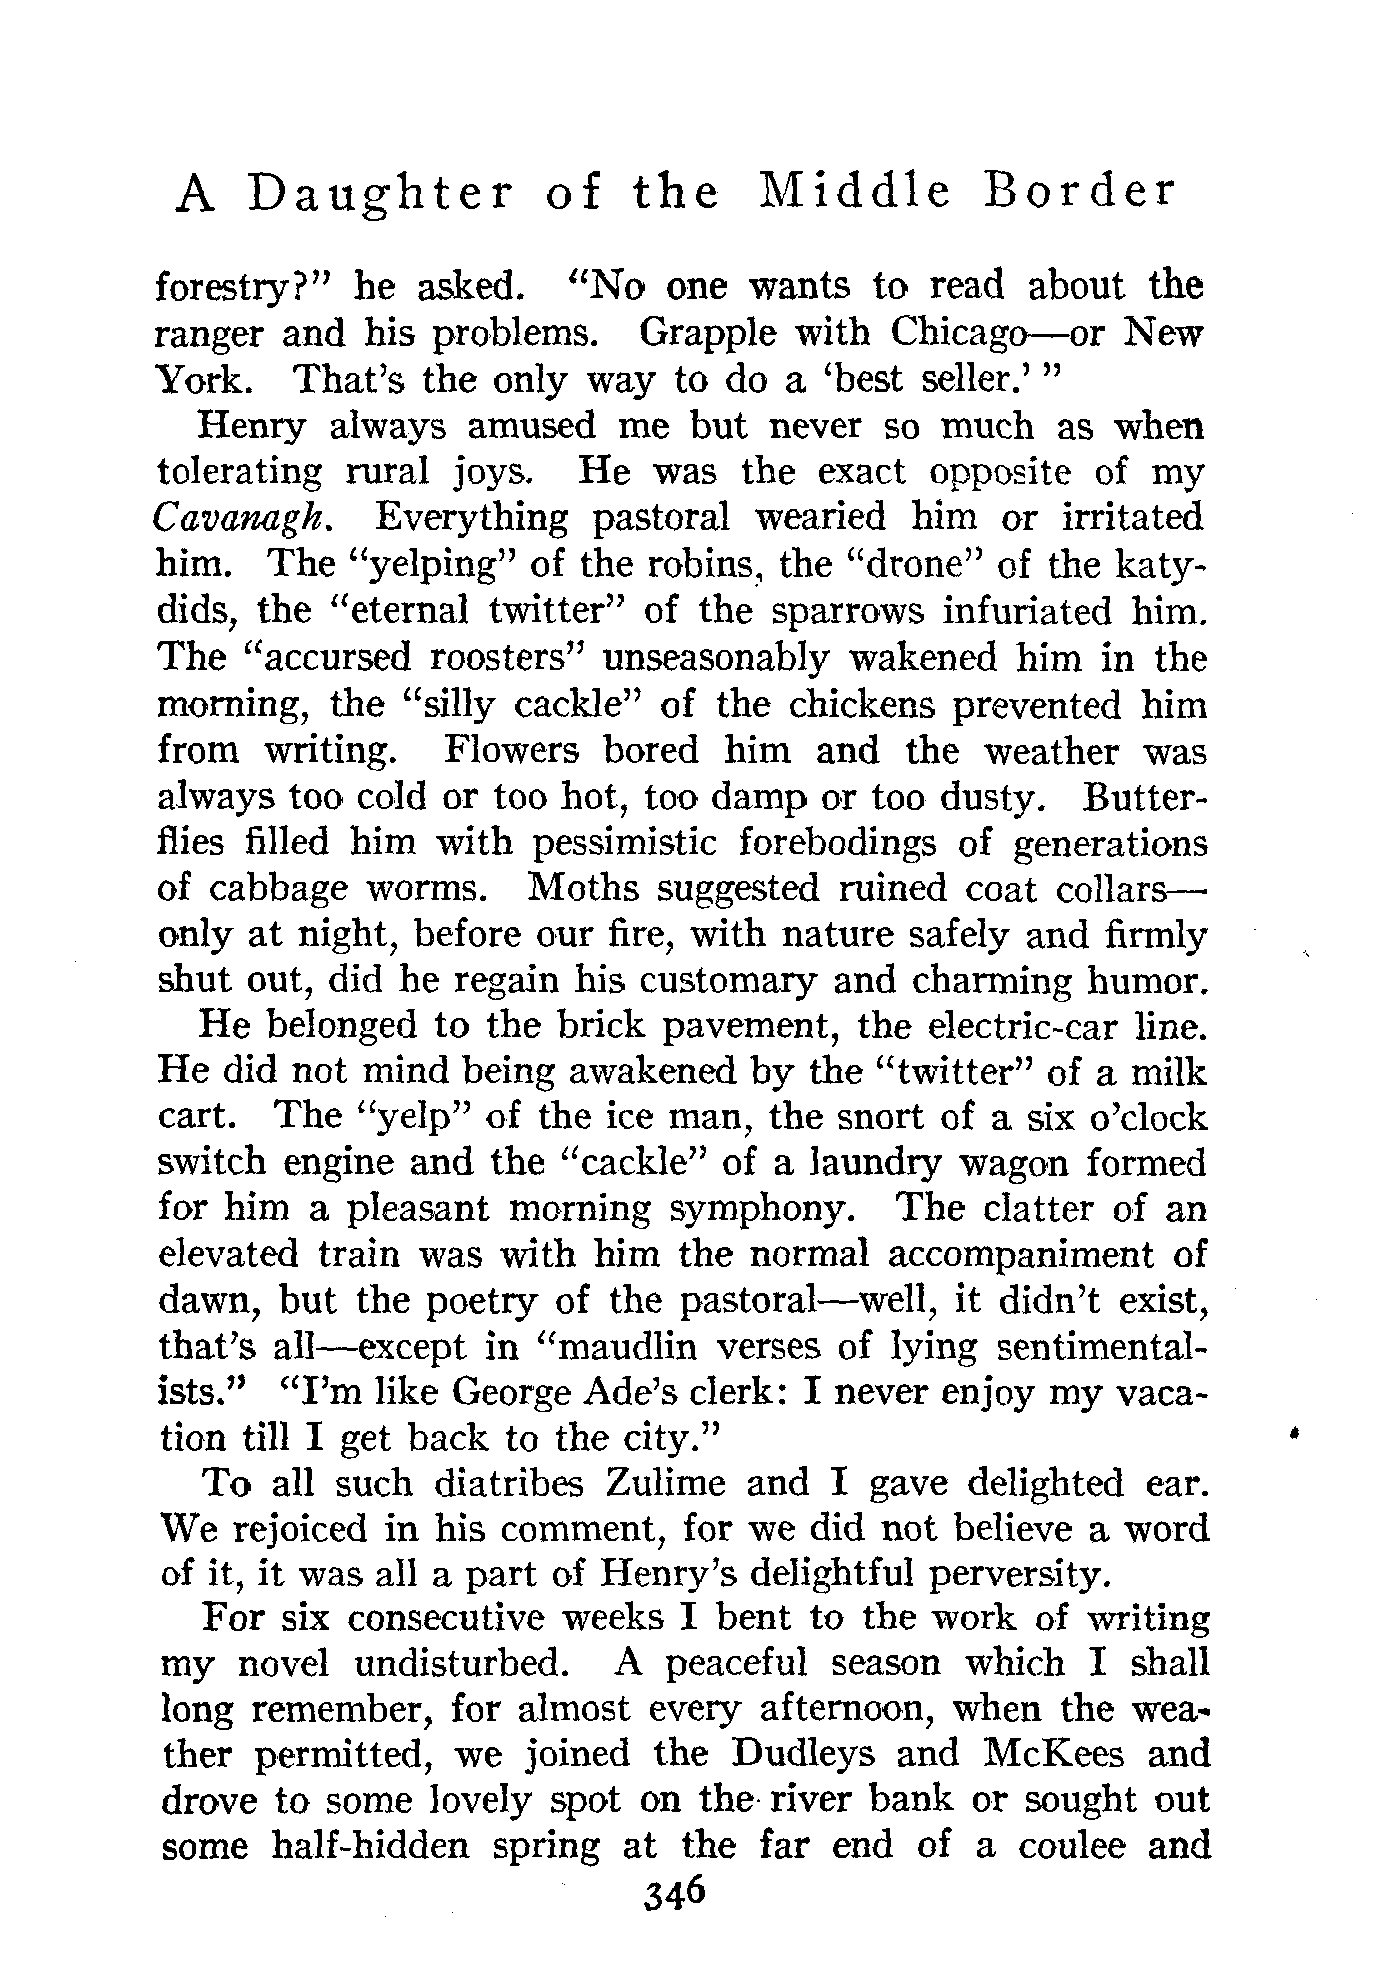 A Daughter of the Middle Border
forestry?" he asked. "No one wants to read about the
ranger and his problems. Grapple with Chicago—or New
York. That's the only way to do a 'best seller.' "
Henry always amused me but never so much as when
tolerating rural joys. He was the exact opposite of my
Cavanagh. Everything pastoral wearied him or irritated
him. The "yelping" of the robins, the "drone" of the katy-
dids, the "eternal twitter" of the sparrows infuriated him.
The "accursed roosters" unseasonably wakened him in the
morning, the "silly cackle" of the chickens prevented him
from writing. Flowers bored him and the weather was
always too cold or too hot, too damp or too dusty. Butter-
flies filled him with pessimistic forebodings of generations
of cabbage worms. Moths suggested ruined coat collars—
only at night, before our fire, with nature safely and firmly
shut out, did he regain his customary and charming humor.
He belonged to the brick pavement, the electric-car line.
He did not mind being awakened by the "twitter" of a milk
cart. The "yelp" of the ice man, the snort of a six o'clock
switch engine and the "cackle" of a laundry wagon formed
for him a pleasant morning symphony. The clatter of an
elevated train was with him the normal accompaniment of
dawn, but the poetry of the pastoral—well, it didn't exist,
that's all—except in "maudlin verses of lying sentimental-
ists." "I'm like George Ade's clerk: I never enjoy my vaca-
tion till I get back to the city."
To all such diatribes Zulime and I gave delighted ear.
We rejoiced in his comment, for we did not believe a word
of it, it was all a part of Henry's delightful perversity.
For six consecutive weeks I bent to the work of writing
my novel undisturbed. A peaceful season which I shall
long remember, for almost every afternoon, when the wea-
ther permitted, we joined the Dudleys and McKees and
drove to some lovely spot on the river bank or sought out
some half-hidden spring at the far end of a coulee and
346